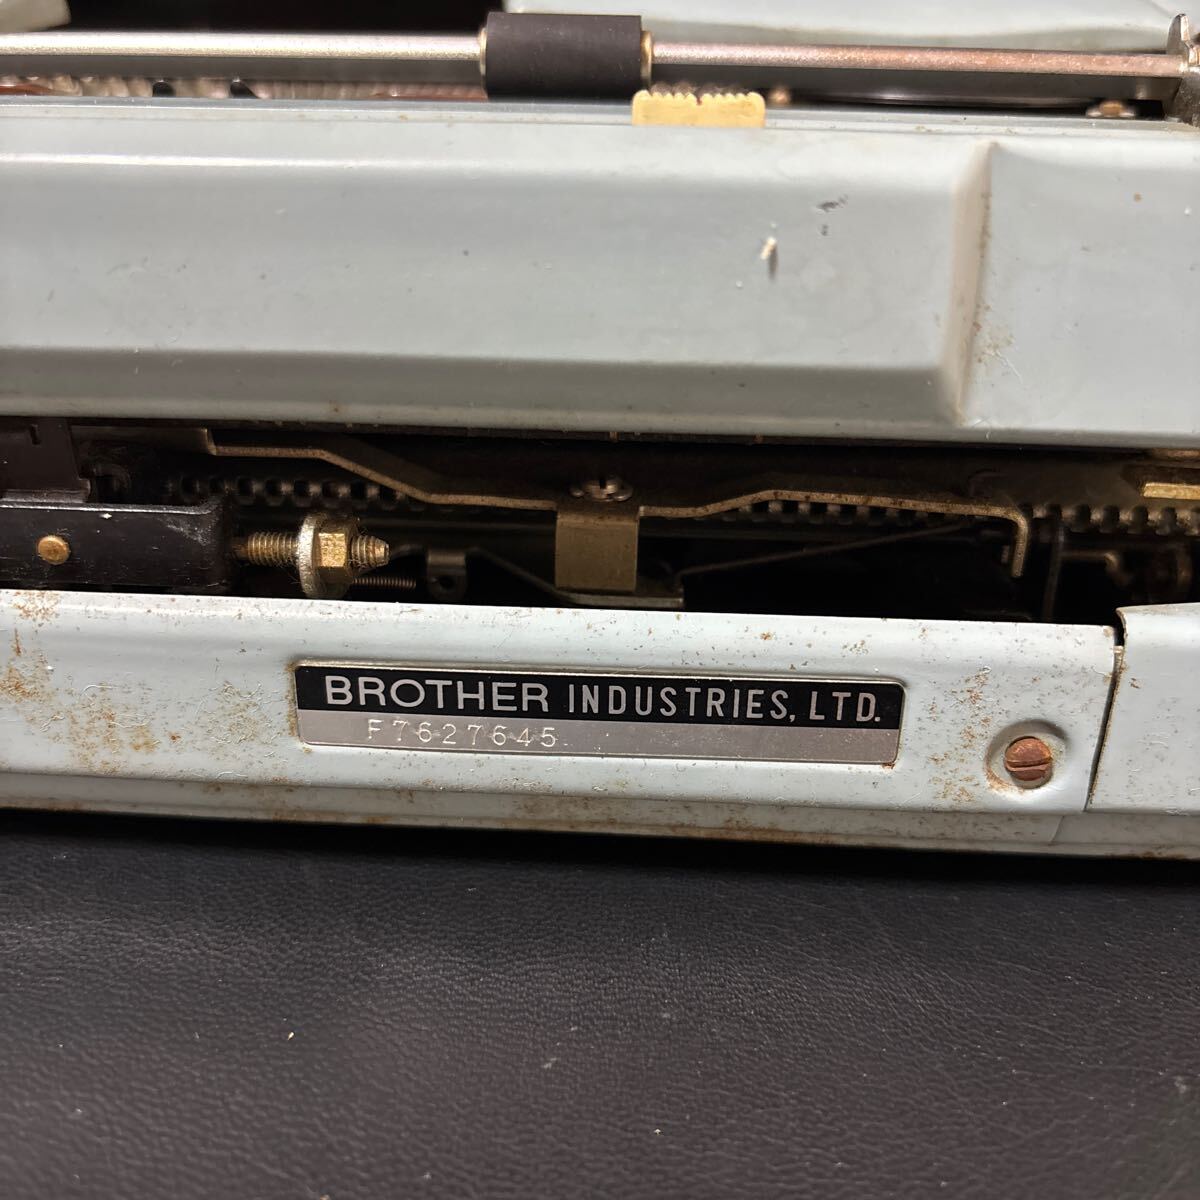 BROTHER INDUSTRIES, LTD.
F7627645